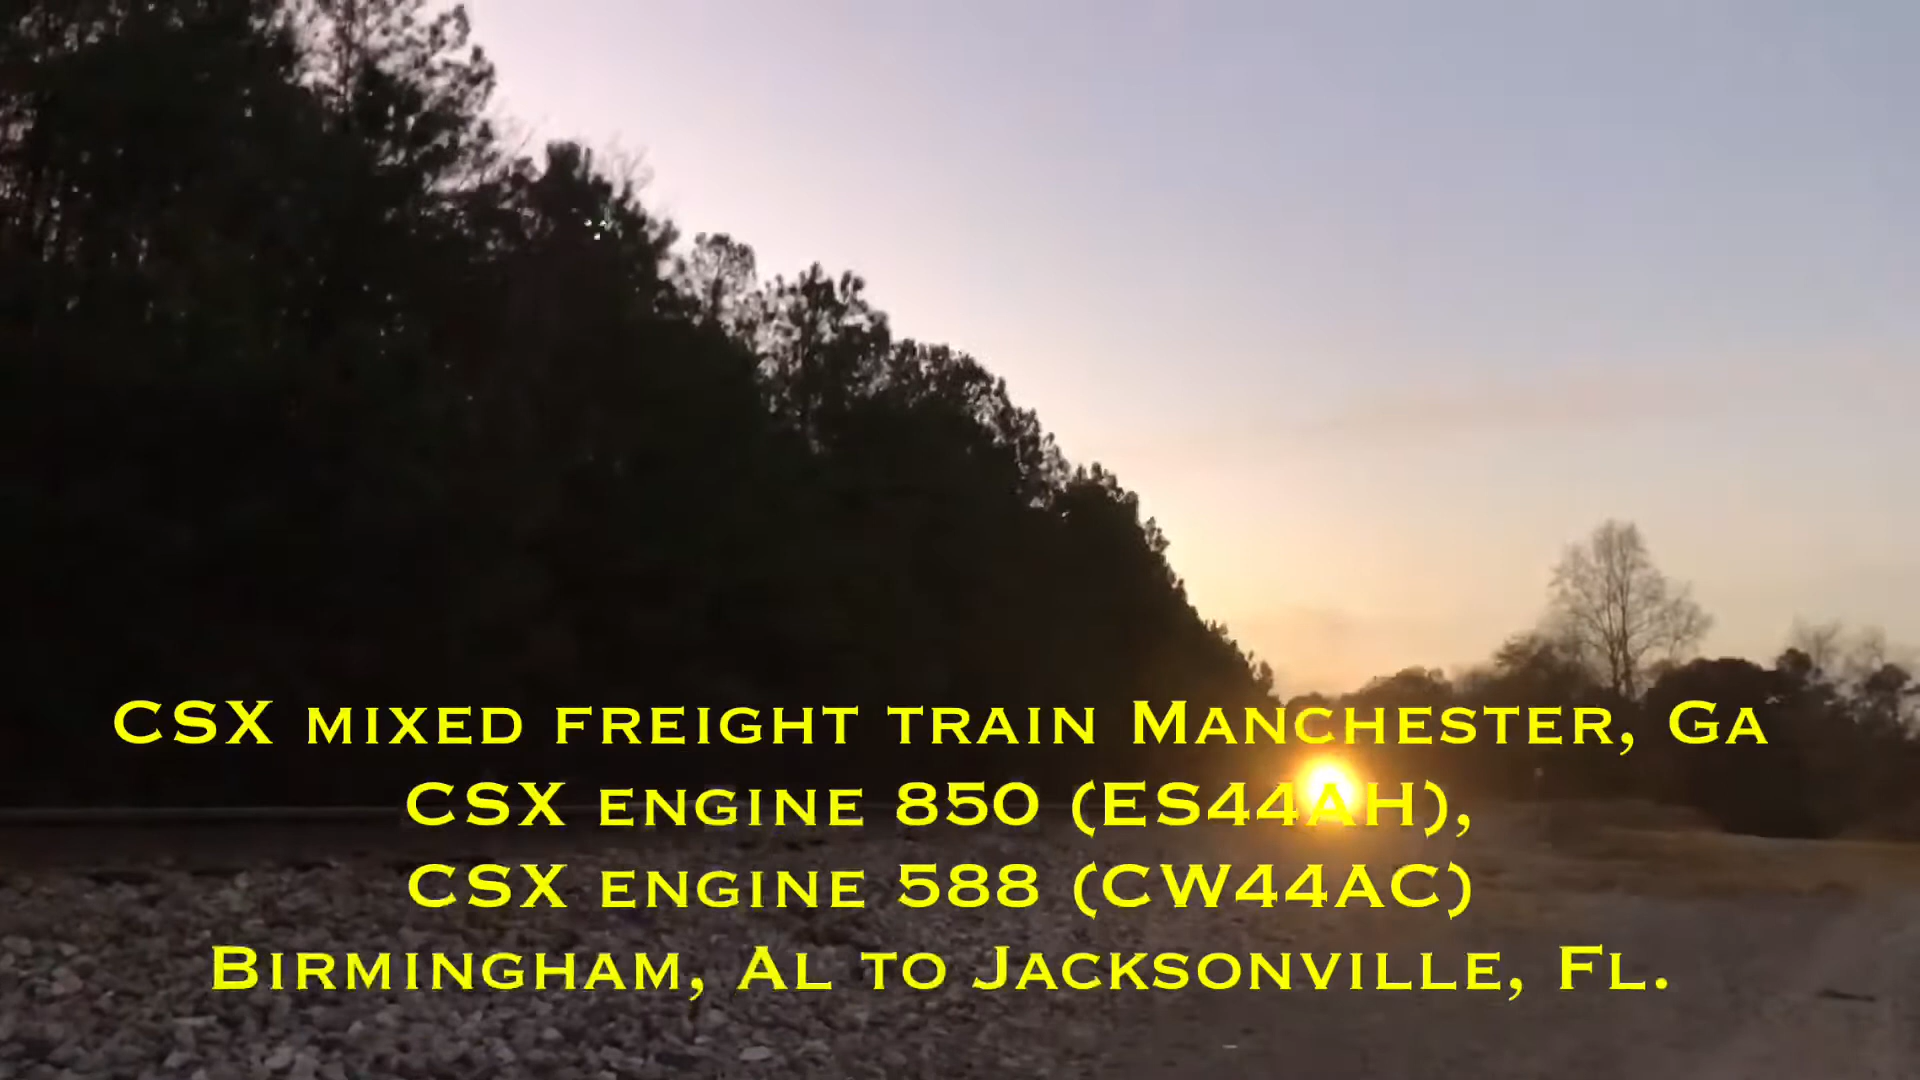 CSX mixed freight train Manchester, Ga
CSX engine 850 (ES44AH),
CSX engine 588 (CW44AC)
Birmingham, Al to Jacksonville, Fl.